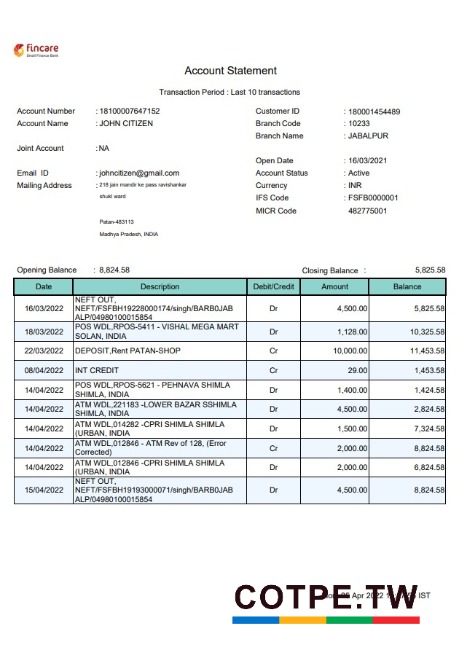 fincare
Small Finance Bank
Account Statement
Transaction Period : Last 10 transactions
Account Number : 18100007647152 Customer ID : 180001454489
Account Name : JOHN CITIZEN Branch Code : 10233
Branch Name : JABALPUR
Joint Account : NA
Open Date : 16/03/2021
Email ID : johncitizen@gmail.com Account Status : Active
Mailing Address : 218 jain mandir ke pass ravishankar Currency : INR
shukl ward IFS Code : FSFB0000001
MICR Code 482775001
Patan-483113
Madhya Pradesh, INDIA
Opening Balance : 8,824.58 Closing Balance : 5,825.58
Date Description Debit/Credit Amount Balance
NEFT OUT,
16/03/2022 NEFT/FSFBH19228000174/singh/BARB0JAB Dr 4,500.00 5,825.58
ALP/04980100015854
18/03/2022 POS WDL,RPOS-5411 - VISHAL MEGA MART Dr 1,128.00 10,325.58
SOLAN, INDIA
22/03/2022 DEPOSIT,Rent PATAN-SHOP Cr 10,000.00 11,453.58
08/04/2022 INT CREDIT Cr 29.00 1,453.58
14/04/2022 POS WDL,RPOS-5621 - PEHNAVA SHIMLA Dr 1,400.00 1,424.58
SHIMLA, INDIA
14/04/2022 ATM WDL,221183 -LOWER BAZAR SSHIMLA Dr 4,500.00 2,824.58
SHIMLA, INDIA
14/04/2022 ATM WDL,014282 -CPRI SHIMLA SHIMLA Dr 1,500.00 7,324.58
(URBAN, INDIA
14/04/2022 ATM WDL,012846 - ATM Rev of 128, (Error Cr 2,000.00 8,824.58
Corrected)
14/04/2022 ATM WDL,012846 -CPRI SHIMLA SHIMLA Dr 2,000.00 6,824.58
(URBAN, INDIA
NEFT OUT,
15/04/2022 NEFT/FSFBH19193000071/singh/BARB0JAB Dr 4,500.00 8,824.58
ALP/04980100015854
Apr 2022 IST
COTPE.TW